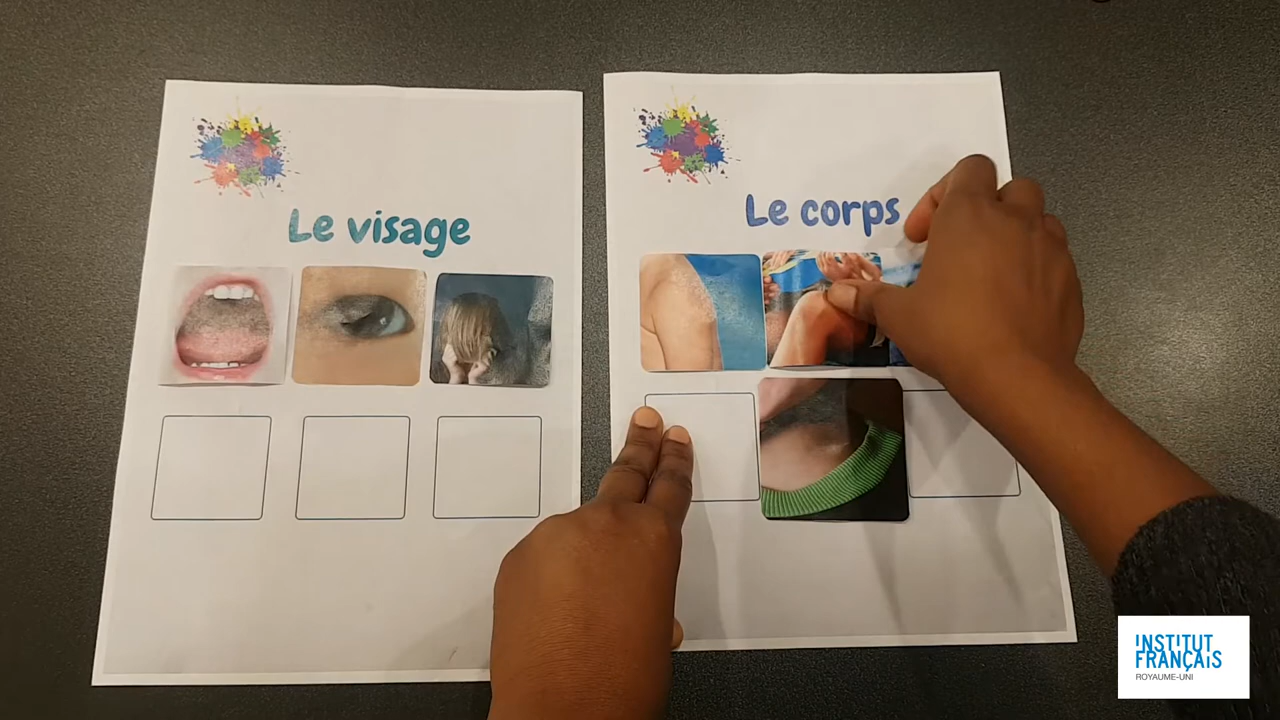 Le visage
Le corps
INSTITUT
FRANÇAIS
ROYAUME-UNI